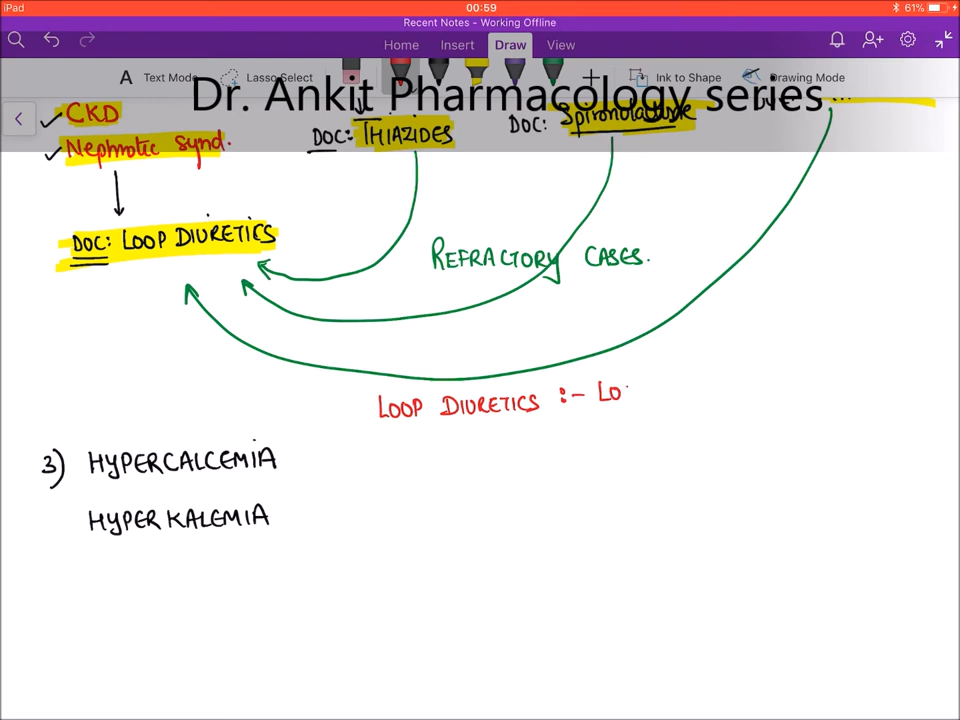 iPad 00:59 61%
Recent Notes - Working Offline
Home Insert Draw View
Text Mode Lasso Select Ink to Shape Drawing Mode
Dr. Ankit Pharmacology series
CKD
DOC: THIAZIDES DOC: Spironolactone
Nephrotic Synd.
DOC: LOOP DIURETICS
REFRACTORY CASES.
LOOP DIURETICS :- LO
3) HYPERCALCEMIA
HYPERKALEMIA